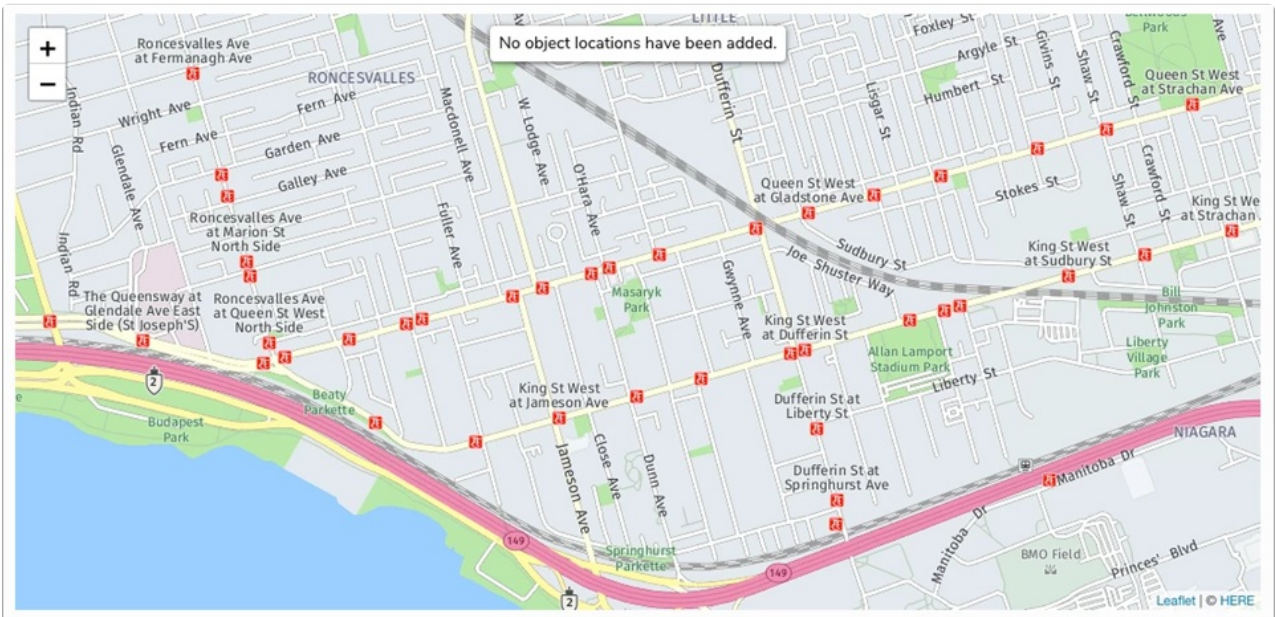 LITTLE
+
−
No object locations have been added.
Roncesvalles Ave
at Fermanagh Ave
RONCESVALLES
Foxley St
Argyle St
Humbert St
Givins St
Shaw St
Crawford St
Park
Ave
Queen St West
at Strachan Ave
Indian Rd
Wright Ave
Fern Ave
Fern Ave
Garden Ave
Galley Ave
Glendale Ave
Macdonell Ave
W Lodge Ave
O'Hara Ave
Dufferin St
Lisgar St
Queen St West
at Gladstone Ave
Stokes St
Shaw St
Crawford St
King St We
at Strachan
Roncesvalles Ave
at Marion St
North Side
Fuller Ave
Indian Rd
Sudbury St
Joe Shuster Way
King St West
at Sudbury St
The Queensway at
Glendale Ave East
Side (St Joseph'S)
Roncesvalles Ave
at Queen St West
North Side
Masaryk
Park
Gwynne Ave
King St West
at Dufferin St
Bill
Johnston
Park
Allan Lamport
Stadium Park
Liberty
Village
Park
Liberty St
2
e
Beaty
Parkette
Budapest
Park
King St West
at Jameson Ave
Dufferin St at
Liberty St
NIAGARA
Jameson Ave
Close Ave
Dunn Ave
Dufferin St at
Springhurst Ave
Manitoba Dr
Manitoba Dr
149
Springhurst
Parkette
149
2
BMO Field
Princes' Blvd
Leaflet | © HERE